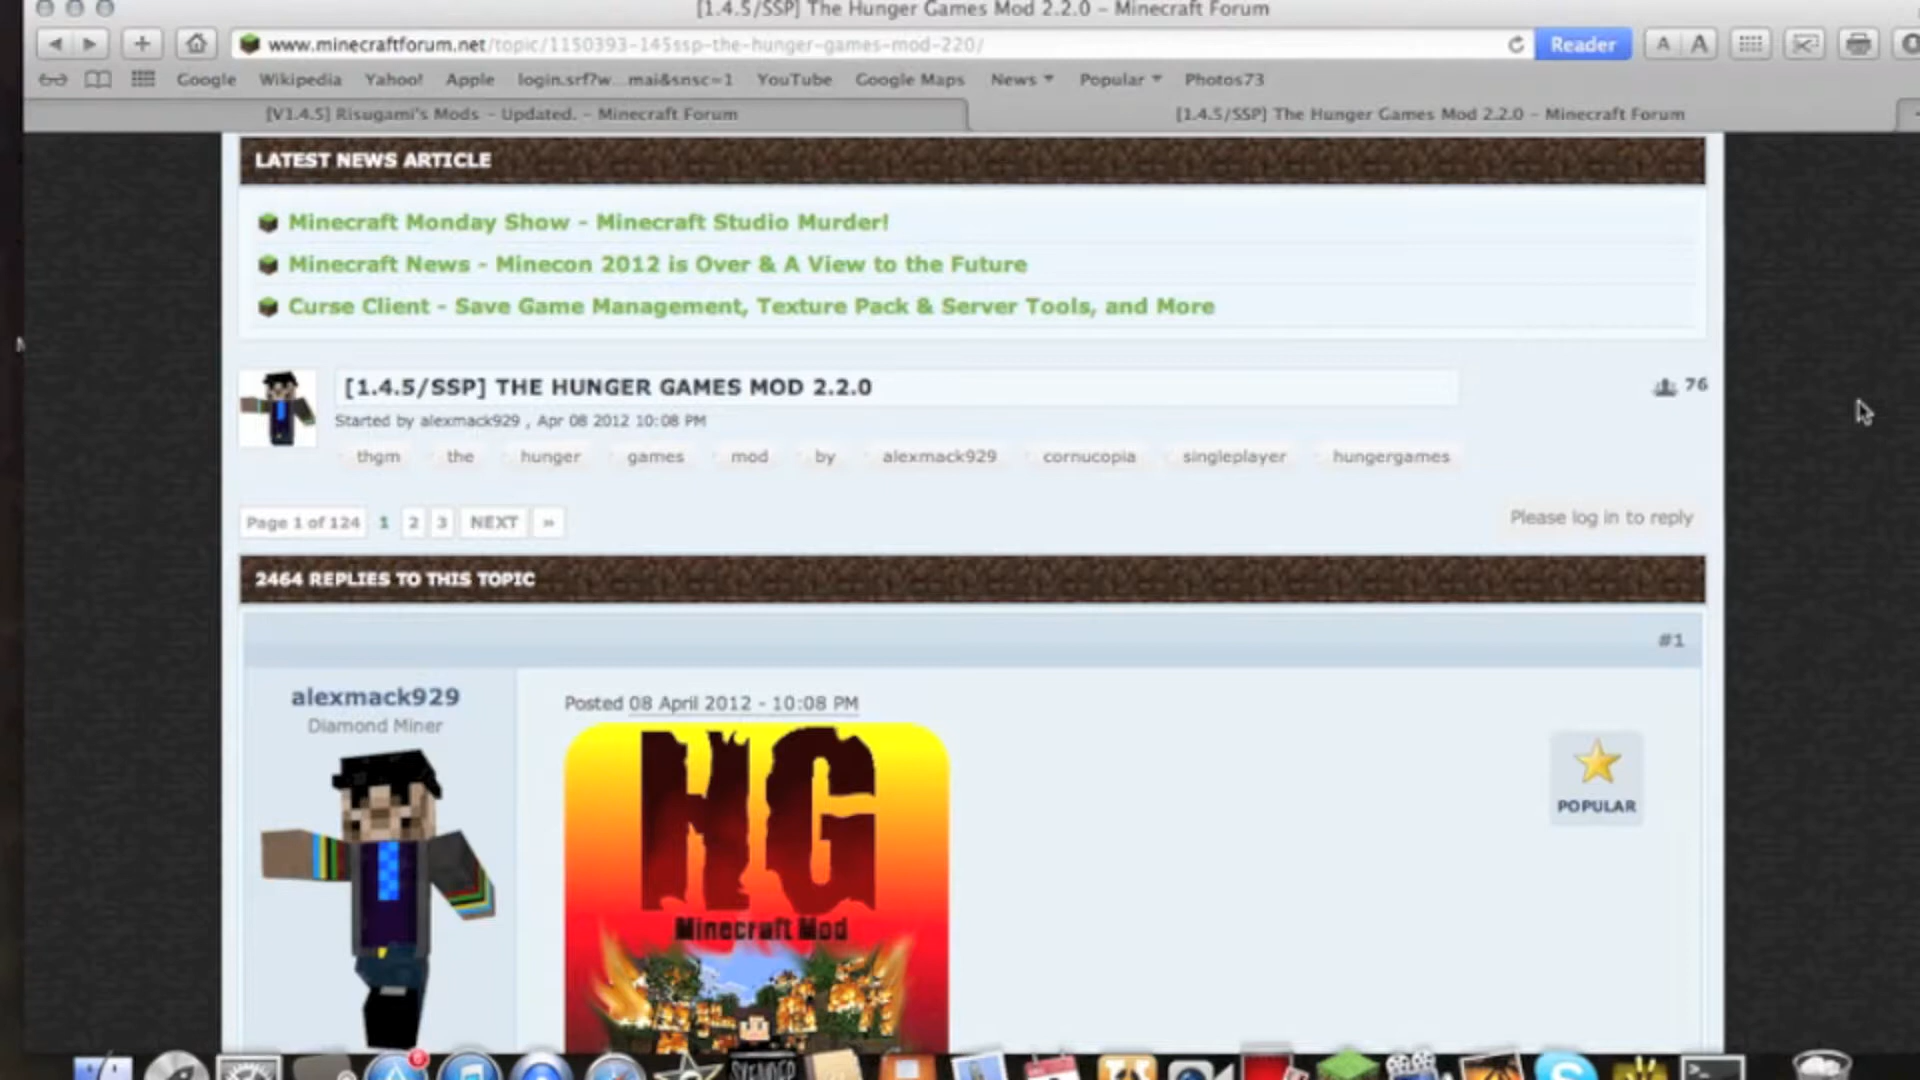 [1.4.5/SSP] The Hunger Games Mod 2.2.0 – Minecraft Forum
www.minecraftforum.net/topic/1150393-145ssp-the-hunger-games-mod-220/
Reader
A A
Google Wikipedia Yahoo! Apple login.srf?w...mai&snsc=1 YouTube Google Maps News Popular Photos73
[V1.4.5] Risugami's Mods – Updated. – Minecraft Forum
[1.4.5/SSP] The Hunger Games Mod 2.2.0 – Minecraft Forum
LATEST NEWS ARTICLE
Minecraft Monday Show - Minecraft Studio Murder!
Minecraft News - Minecon 2012 is Over & A View to the Future
Curse Client - Save Game Management, Texture Pack & Server Tools, and More
[1.4.5/SSP] THE HUNGER GAMES MOD 2.2.0
76
Started by alexmack929 , Apr 08 2012 10:08 PM
thgm the hunger games mod by alexmack929 cornucopia singleplayer hungergames
Page 1 of 124 1 2 3 NEXT »
Please log in to reply
2464 REPLIES TO THIS TOPIC
#1
alexmack929
Diamond Miner
Posted 08 April 2012 - 10:08 PM
HG
Minecraft Mod
POPULAR
SLENDER